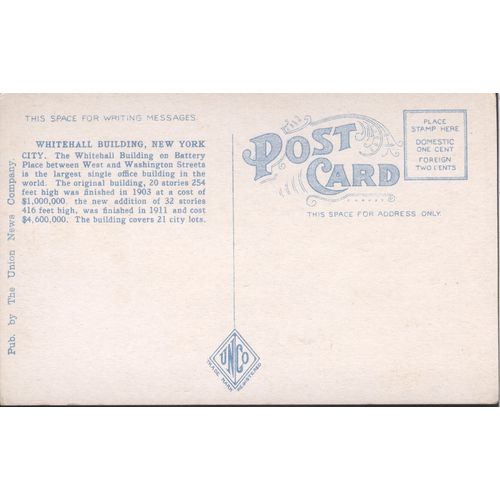 THIS SPACE FOR WRITING MESSAGES
WHITEHALL BUILDING, NEW YORK
CITY. The Whitehall Building on Battery
Place between West and Washington Streets
is the largest single office building in the
world. The original building, 20 stories 254
feet high was finished in 1903 at a cost of
$1,000,000. the new addition of 32 stories
416 feet high, was finished in 1911 and cost
$4,600,000. The building covers 21 city lots.
Pub. by The Union News Company.
POST
CARD
THIS SPACE FOR ADDRESS ONLY.
PLACE
STAMP HERE
DOMESTIC
ONE CENT
FOREIGN
TWO CENTS
UNCO
TRADE MARK REGISTERED